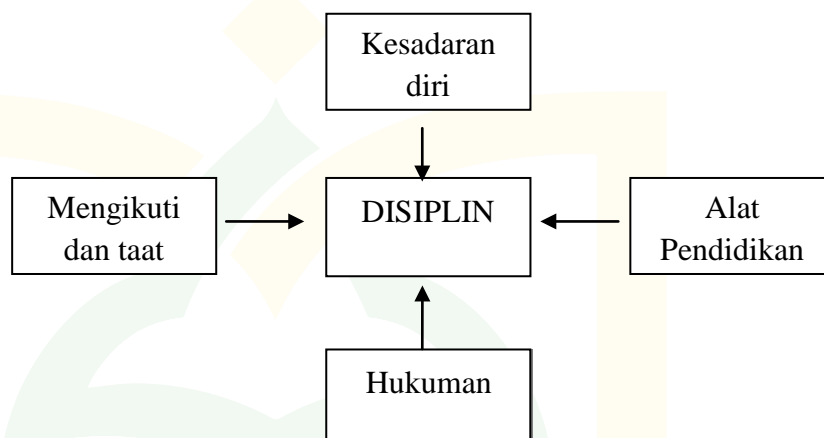 Kesadaran
diri
Mengikuti
dan taat
DISIPLIN
Alat
Pendidikan
Hukuman